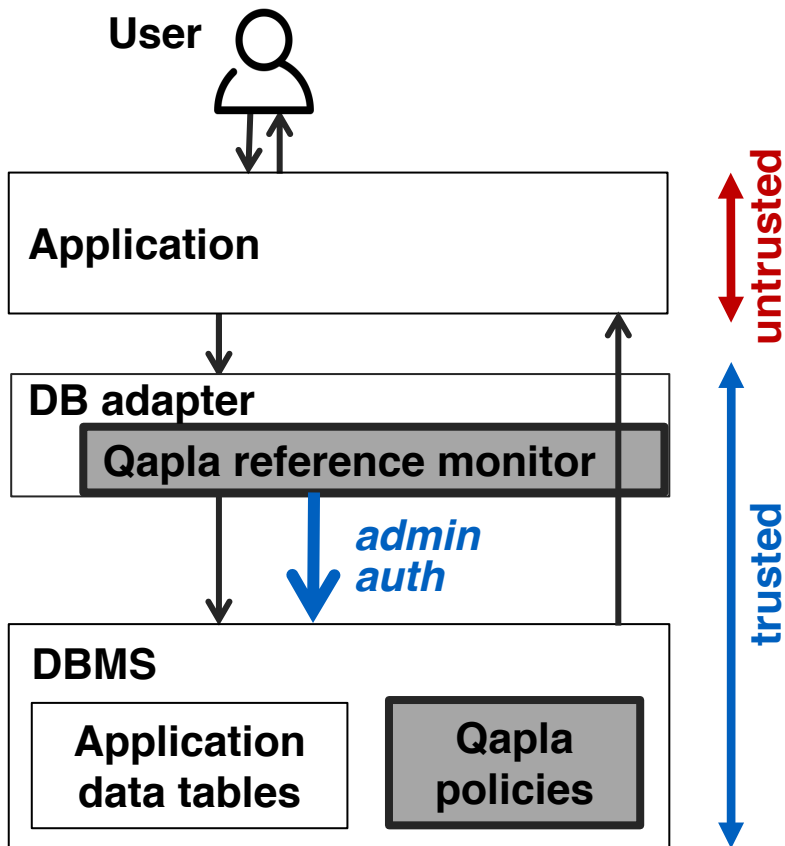 User
Application
untrusted
DB adapter
Qapla reference monitor
admin
auth
trusted
DBMS
Application
data tables
Qapla
policies